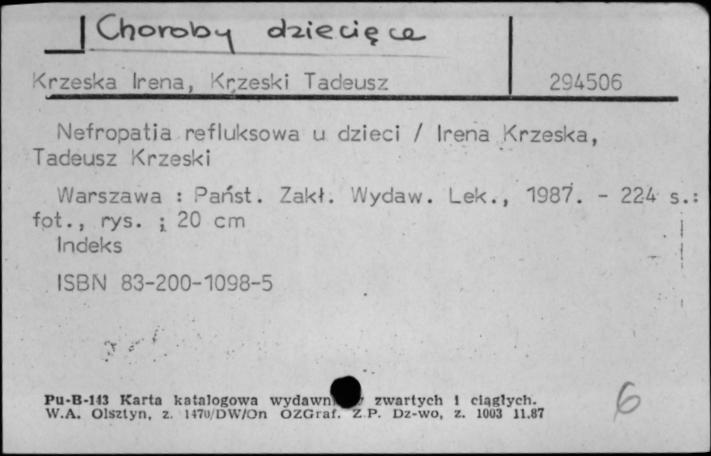 Choroby dziecięce
Krzeska Irena, Krzeski Tadeusz 294506
Nefropatia refluksowa u dzieci / Irena Krzeska,
Tadeusz Krzeski
Warszawa : Państ. Zakł. Wydaw. Lek., 1987. - 224 s.:
fot., rys. ; 20 cm
Indeks
ISBN 83-200-1098-5
Pu-B-143 Karta katalogowa zwartych i ciągłych.
W.A. Olsztyn, z. 1470/DW/On OZGraf. Z.P. Dz-wo, z. 1003 11.87
6